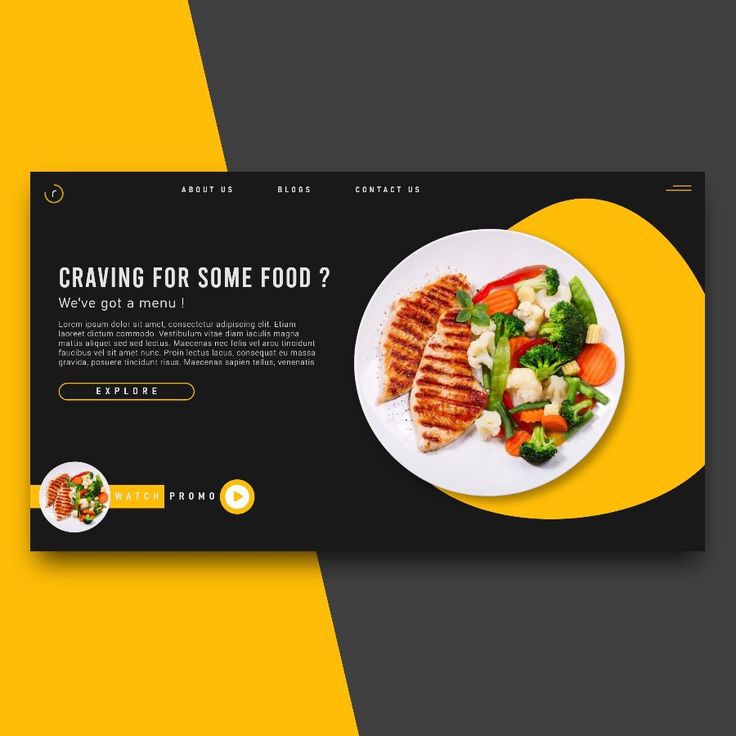 r
ABOUT US BLOGS CONTACT US
CRAVING FOR SOME FOOD ?
We've got a menu !
Lorem ipsum dolor sit amet, consectetur adipiscing elit. Etiam
laoreet dictum commodo. Vestibulum vitae diam iaculis magna
mattis aliquet sed sed lectus. Maecenas nec lelis vel arcu tincidunt
faucibus vel sit amet nunc. Proin lectus lacus, consequat eu massa
gravida, posuere tincidunt risus. Maecenas sapien tellus, venenatis
EXPLORE
WATCH PROMO